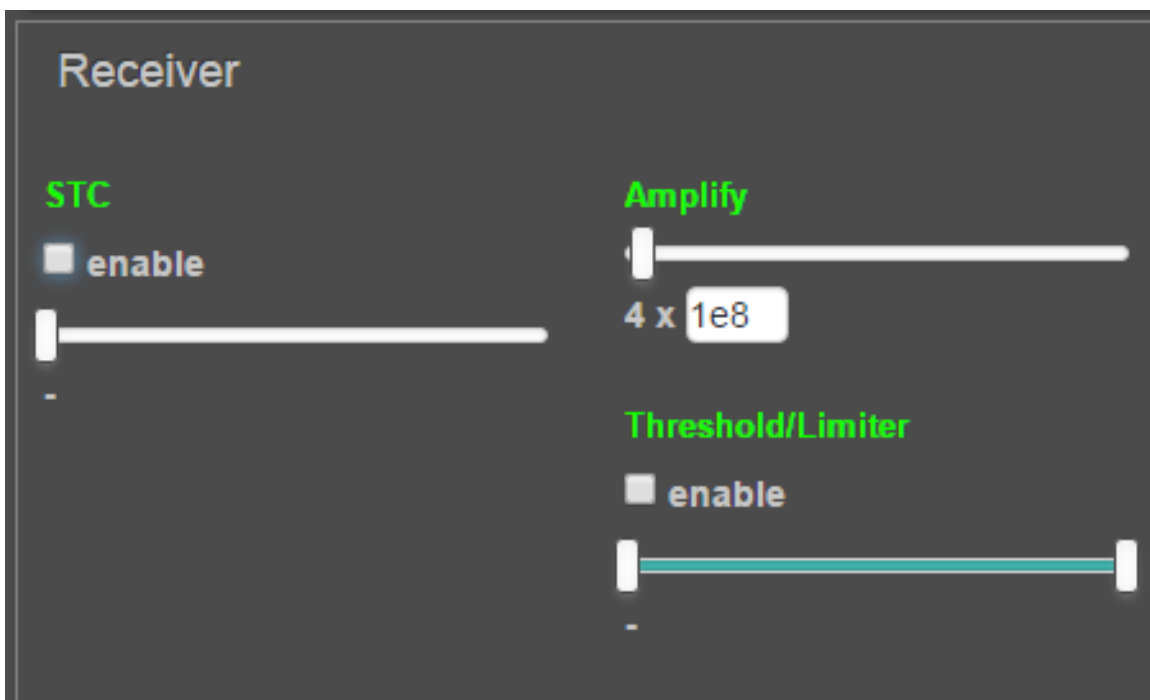 Receiver
STC
enable
-
Amplify
4 x 1e8
Threshold/Limiter
enable
-